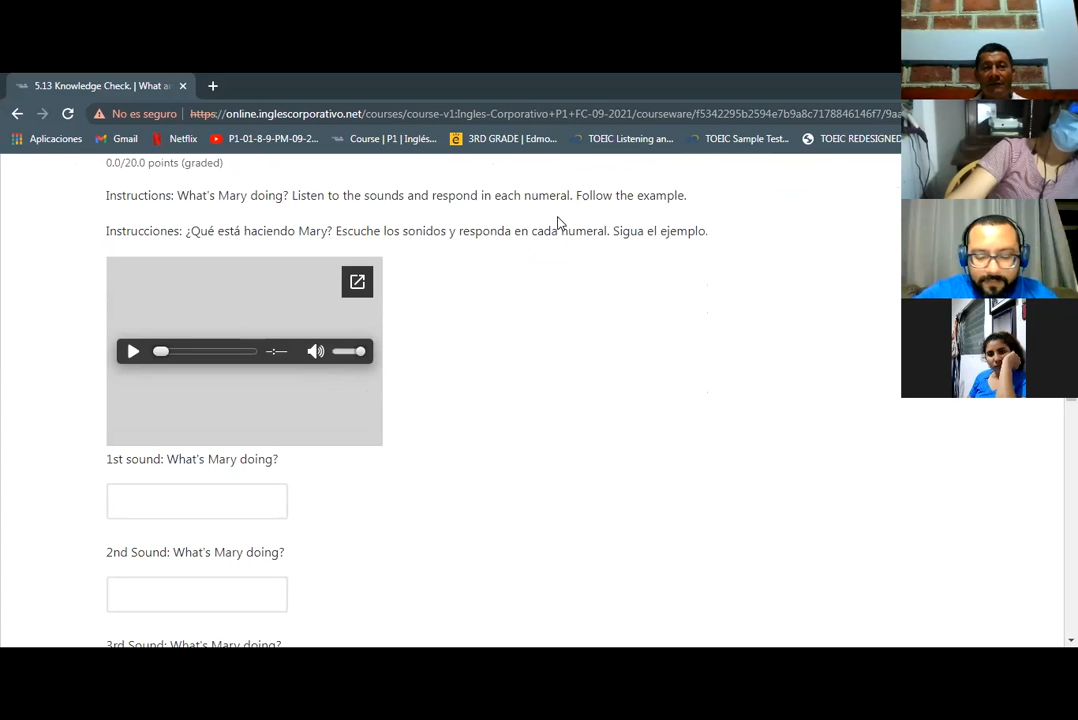 5.13 Knowledge Check. | What a
No es seguro https://online.inglescorporativo.net/courses/course-v1:Ingles-Corporativo+P1+FC-09-2021/courseware/f5342295b2594e7b9a8c717884​6146f7/9aa
Aplicaciones Gmail Netflix P1-01-8-9-PM-09-2... Course | P1 | Inglés... 3RD GRADE | Edmo... TOEIC Listening an... TOEIC Sample Test... TOEIC REDESIGNED
0.0/20.0 points (graded)
Instructions: What's Mary doing? Listen to the sounds and respond in each numeral. Follow the example.
Instrucciones: ¿Qué está haciendo Mary? Escuche los sonidos y responda en cada numeral. Sigua el ejemplo.
-:--
1st sound: What's Mary doing?
2nd Sound: What's Mary doing?
3rd Sound: What's Mary doing?